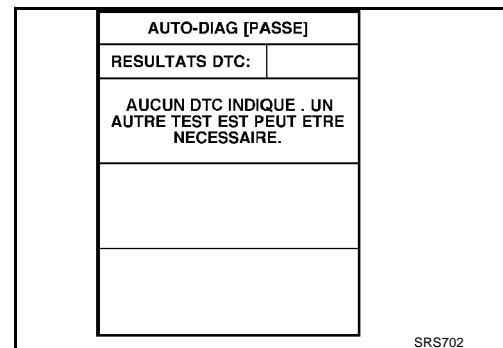 AUTO-DIAG [PASSE]
RESULTATS DTC:
AUCUN DTC INDIQUE . UN
AUTRE TEST EST PEUT ETRE
NECESSAIRE.
SRS702